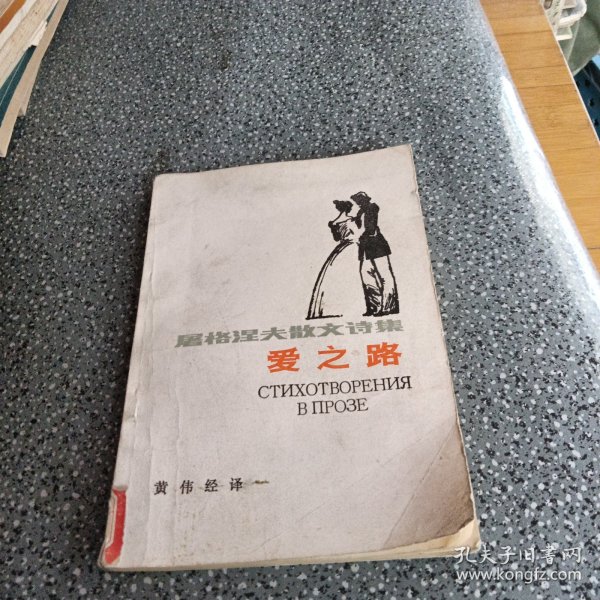 屠格涅夫散文诗集
爱之路
СТИХОТВОРЕНИЯ
В ПРОЗЕ
黄伟经译
孔夫子旧书网
www.kongfz.com